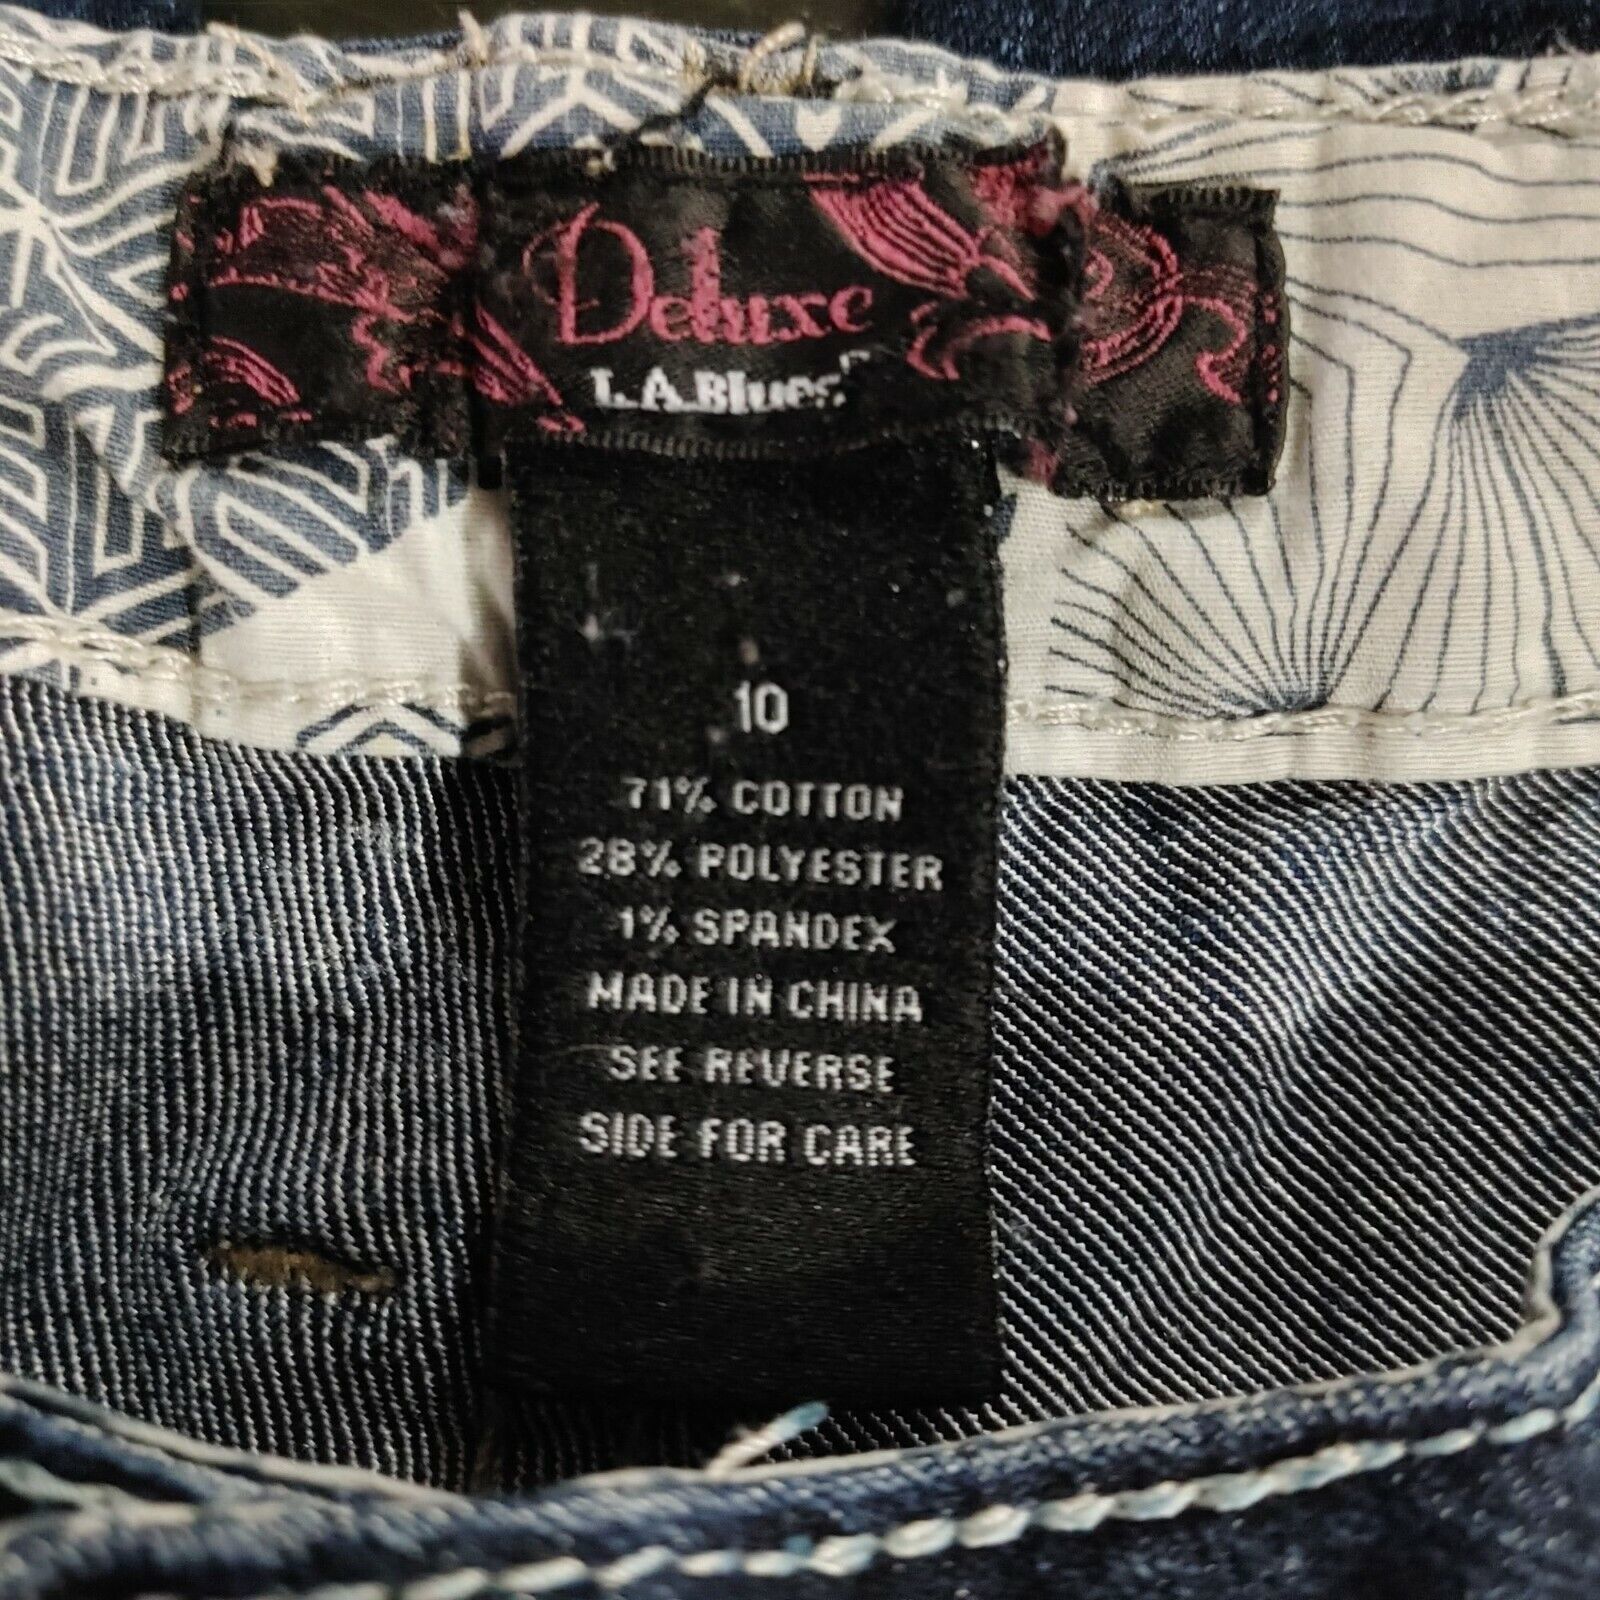 Deluxe
L.A.Blues
10
71% COTTON
28% POLYESTER
1% SPANDEX
MADE IN CHINA
SEE REVERSE
SIDE FOR CARE